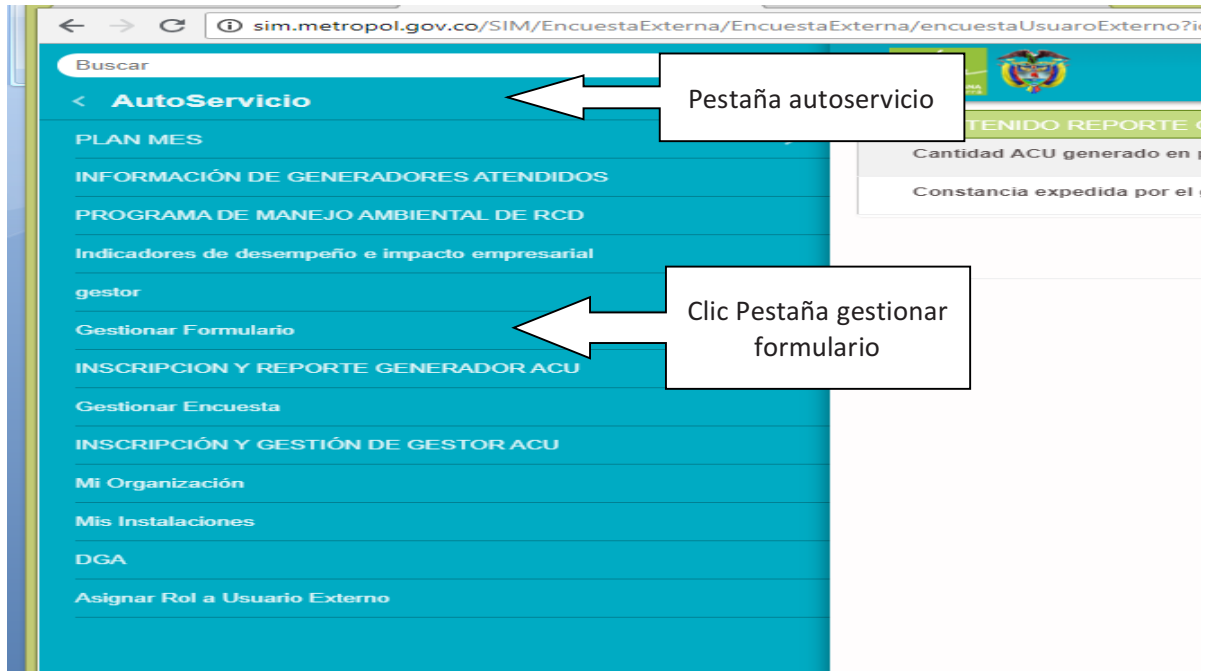 sim.metropol.gov.co/SIM/EncuestaExterna/EncuestaExterna/encuestaUsuaroExterno?i
Buscar
< AutoServicio
Pestaña autoservicio
PLAN MES
TENIDO REPORTE
Cantidad ACU generado en
INFORMACIÓN DE GENERADORES ATENDIDOS
Constancia expedida por el
PROGRAMA DE MANEJO AMBIENTAL DE RCD
Indicadores de desempeño e impacto empresarial
gestor
Clic Pestaña gestionar
formulario
Gestionar Formulario
INSCRIPCION Y REPORTE GENERADOR ACU
Gestionar Encuesta
INSCRIPCIÓN Y GESTIÓN DE GESTOR ACU
Mi Organización
Mis Instalaciones
DGA
Asignar Rol a Usuario Externo